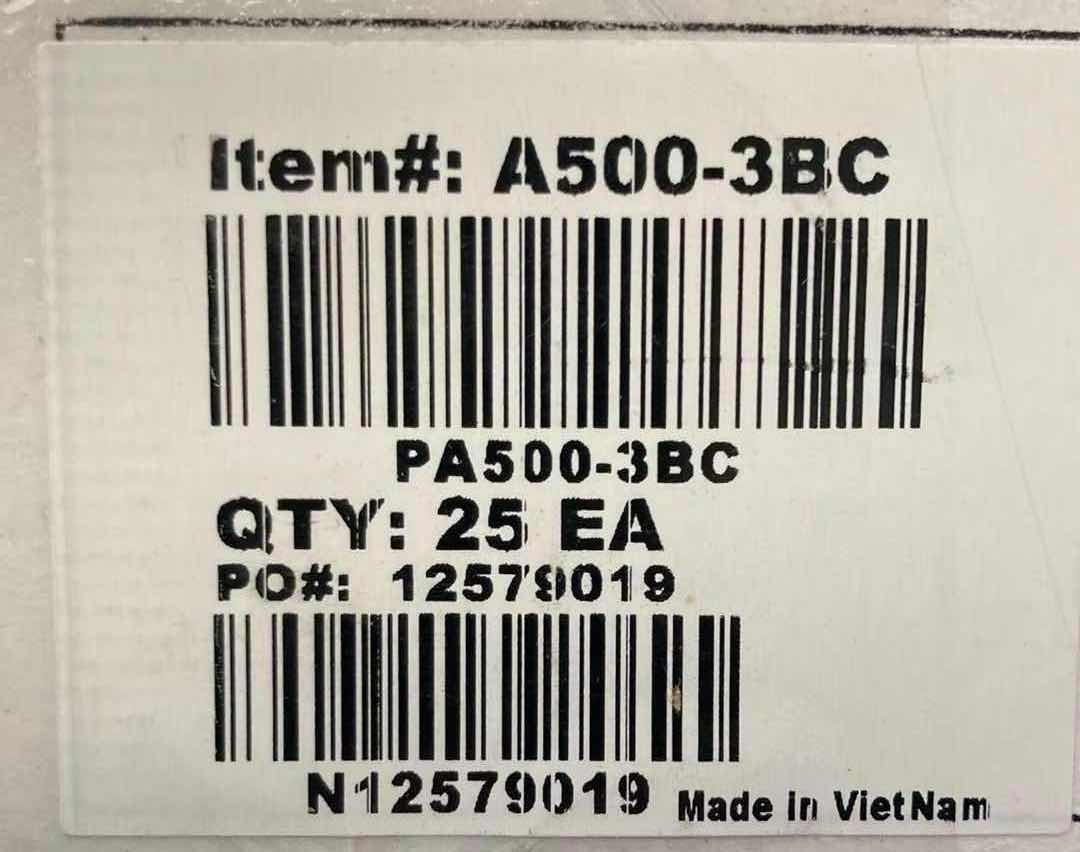 Item#: A500-3BC
PA500-3BC
QTY: 25 EA
PO#: 12579019
N12579019
Made in VietNam